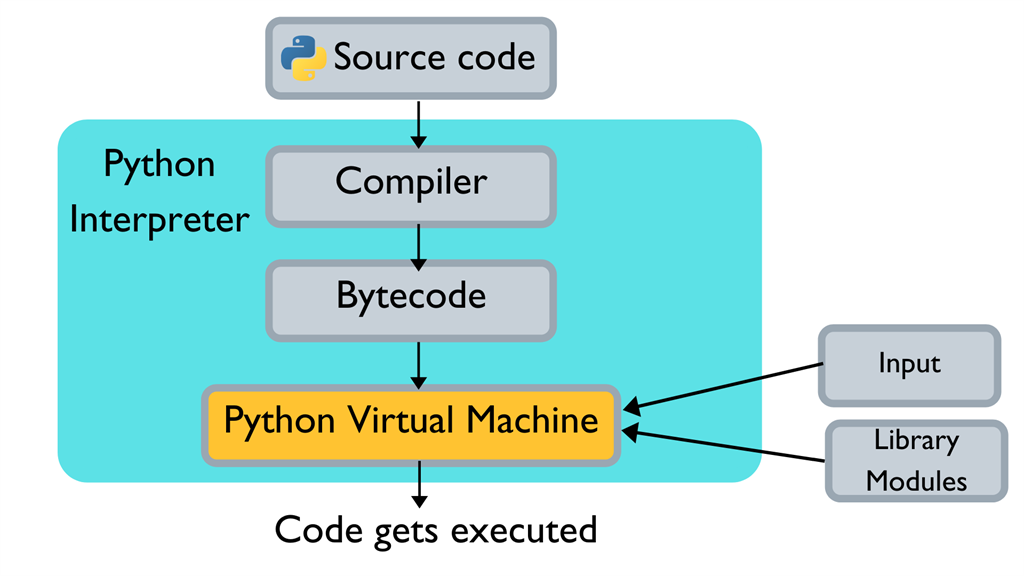 Source code
Python
Interpreter
Compiler
Bytecode
Python Virtual Machine
Input
Library
Modules
Code gets executed